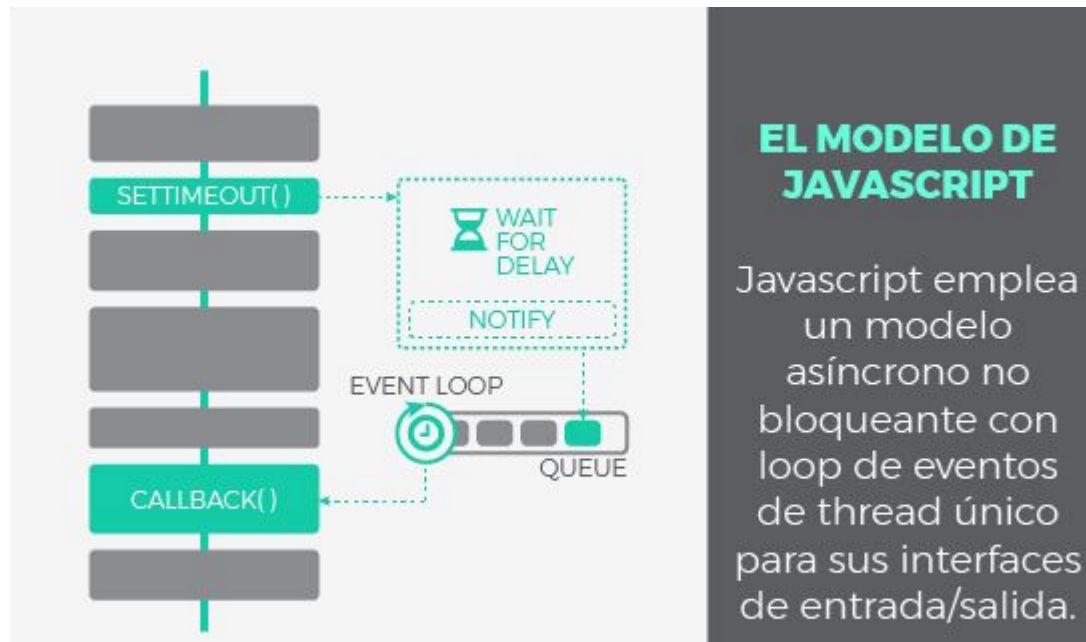 SETTIMEOUT( )
WAIT
FOR
DELAY
NOTIFY
EVENT LOOP
QUEUE
CALLBACK( )
EL MODELO DE
JAVASCRIPT
Javascript emplea
un modelo
asíncrono no
bloqueante con
loop de eventos
de thread único
para sus interfaces
de entrada/salida.